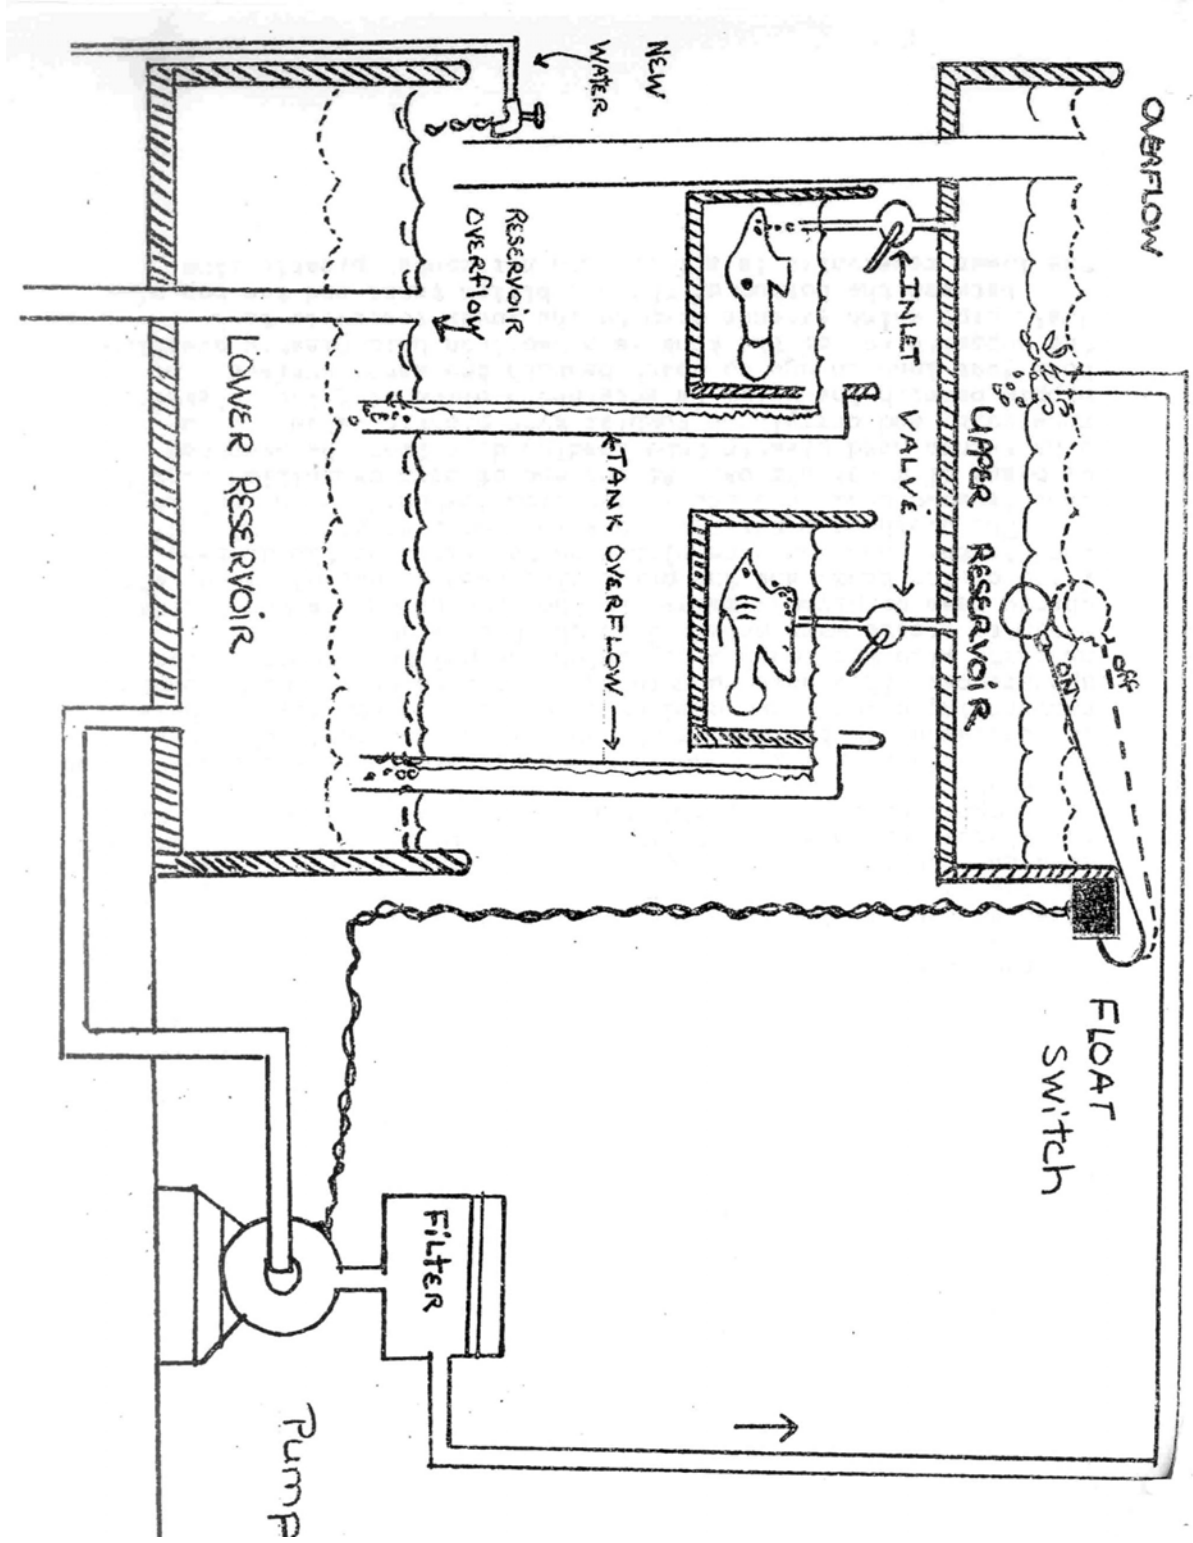 OVERFLOW
OFF
ON
FLOAT
SWitch
UPPER RESERVOiR
INLET VALVE
NEW
WATER
TANK OVERFLOW
RESERVOiR
OVERflOW
FiLTER
LOWER RESERVOiR
Pump